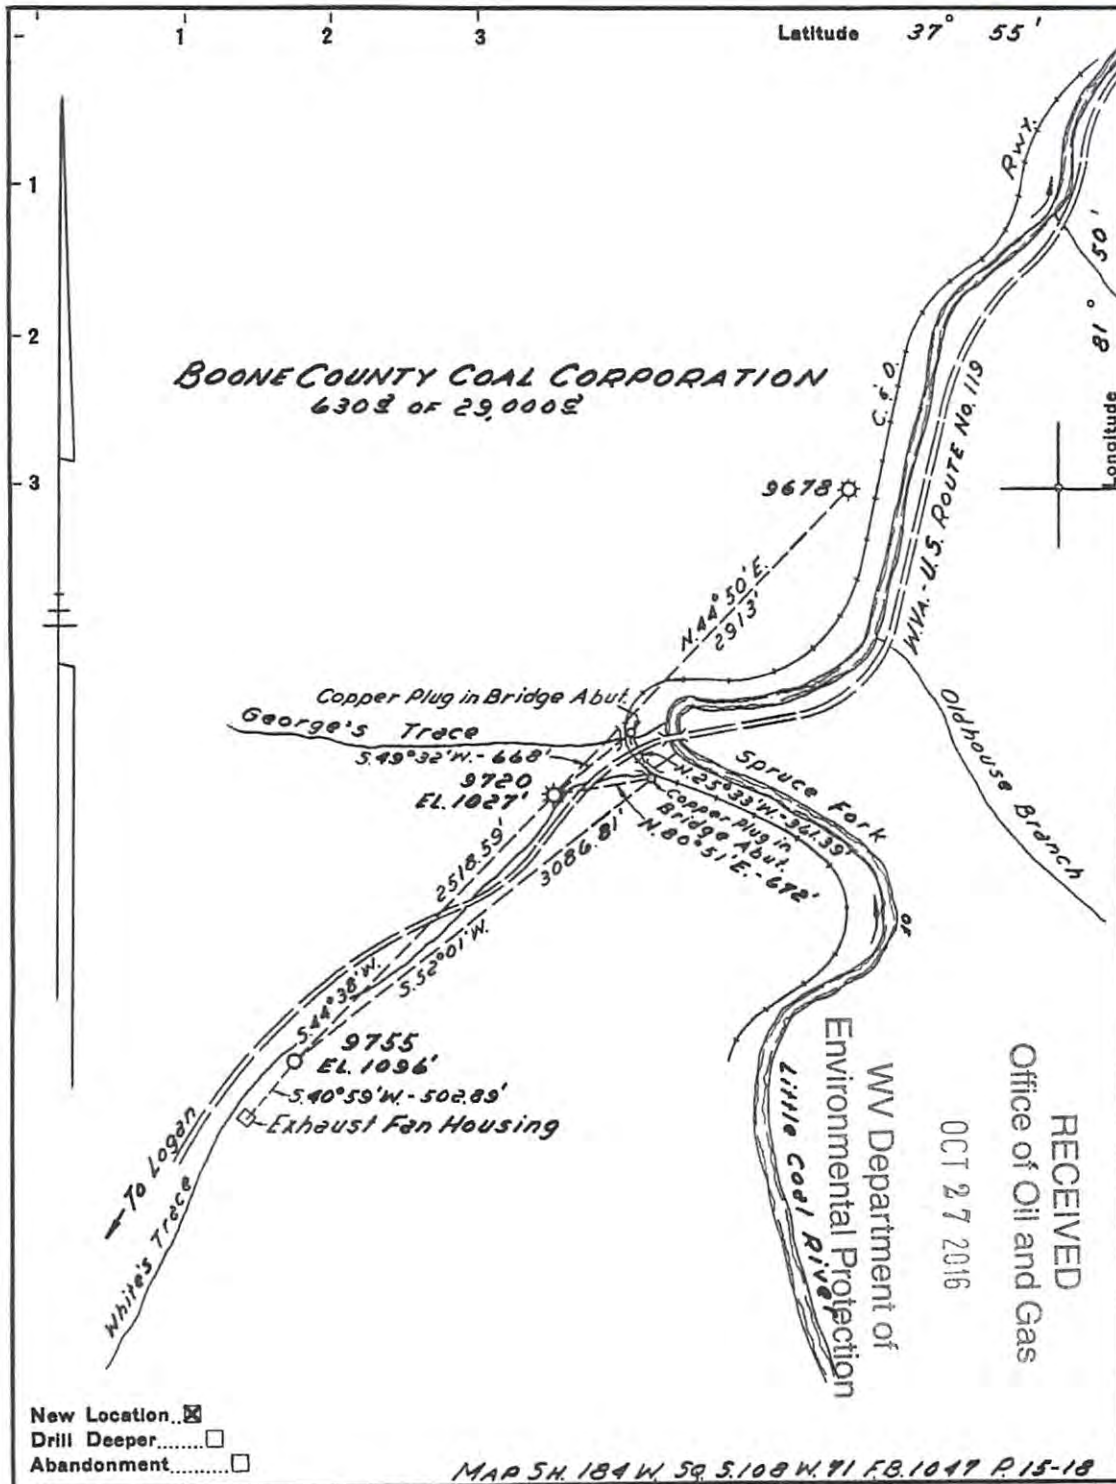 1 2 3
Latitude 37° 55'
1
2
3
Rwy.
C. & O.
W.VA.-U.S. ROUTE No. 119
Longitude 81° 50'
BOONE COUNTY COAL CORPORATION
630 OF 29,000
9678
N.44°50'E.
2913'
Copper Plug in Bridge Abut.
George's Trace
S.49°32'W.-668'
9720
EL. 1027'
N.25°33'W.-361.39'
Copper Plug in
Bridge Abut.
N.80°51'E.-692'
Spruce Fork
OF
Little Coal River
Oldhouse Branch
2518.59'
3086.81'
S.44°38'W.
S.52°01'W.
9755
EL. 1096'
S.40°59'W.-502.89'
Exhaust Fan Housing
To Logan
White's Trace
RECEIVED
Office of Oil and Gas
OCT 27 2016
WV Department of
Environmental Protection
New Location..☒
Drill Deeper.......☐
Abandonment.........☐
MAP SH. 184 W. SQ. S.108 W.71 F.B.1047 P.15-18